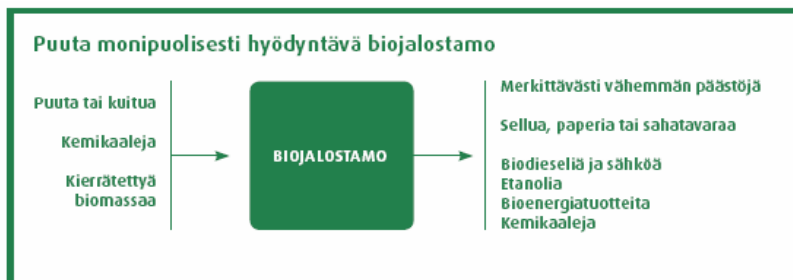 Puuta monipuolisesti hyödyntävä biojalostamo
Puuta tai kuitua
Kemikaaleja
Kierrätettyä
biomassaa
BIOJALOSTAMO
Merkittävästi vähemmän päästöjä
Sellua, paperia tai sahatavaraa
Biodieseliä ja sähköä
Etanolia
Bioenergiatuotteita
Kemikaaleja